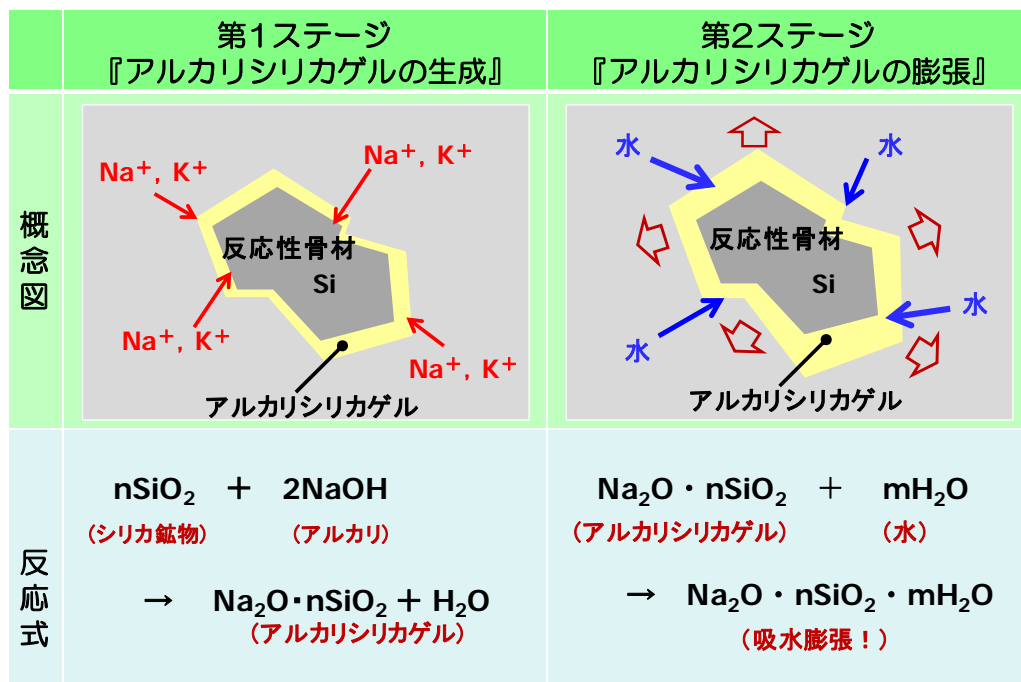 第1ステージ
『アルカリシリカゲルの生成』
第2ステージ
『アルカリシリカゲルの膨張』
概念図
Na⁺, K⁺
Na⁺, K⁺
反応性骨材
Si
Na⁺, K⁺
Na⁺, K⁺
アルカリシリカゲル
水
水
反応性骨材
Si
水
水
アルカリシリカゲル
反応式
nSiO₂ + 2NaOH
(シリカ鉱物) (アルカリ)
→ Na₂O・nSiO₂ + H₂O
(アルカリシリカゲル)
Na₂O・nSiO₂ + mH₂O
(アルカリシリカゲル) (水)
→ Na₂O・nSiO₂・mH₂O
(吸水膨張!)